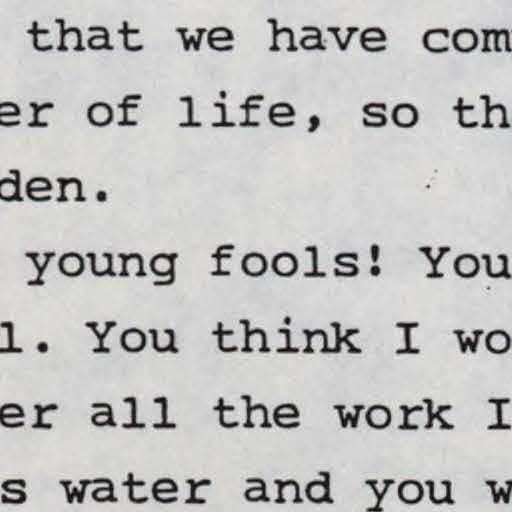 that we have com
er of life, so th
den.
young fools! You
l. You think I wo
er all the work I
s water and you w